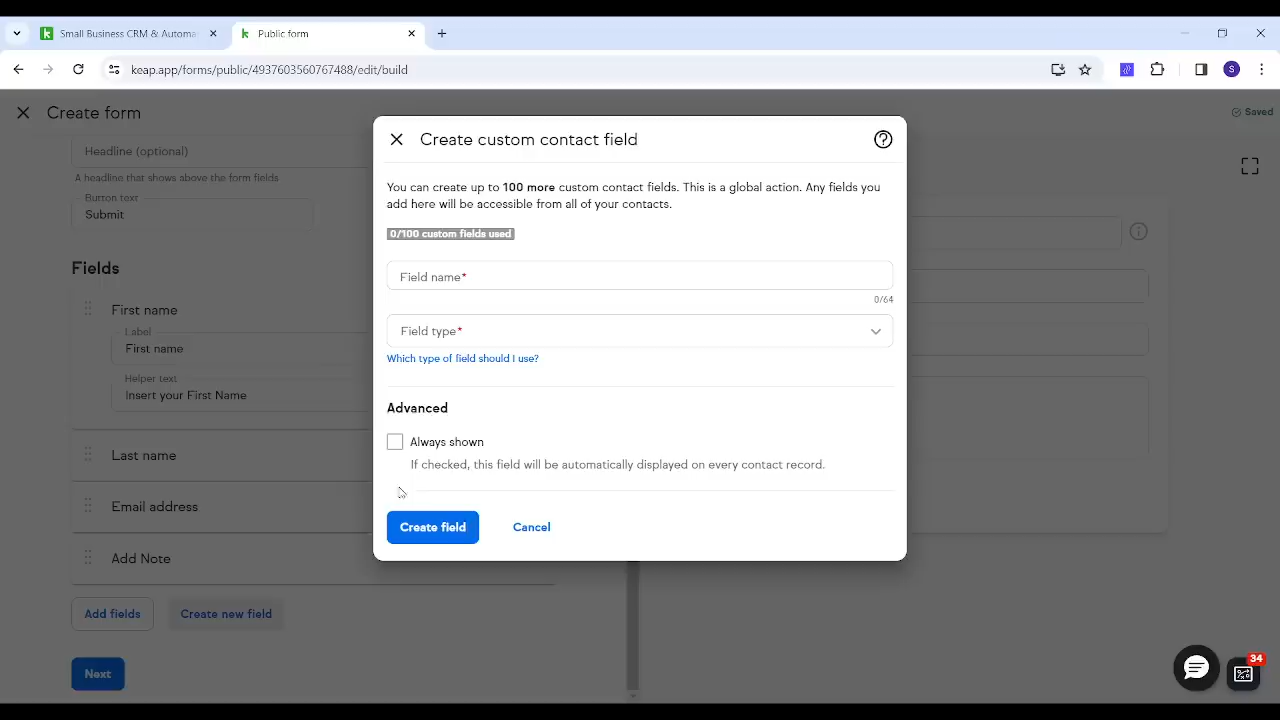 Small Business CRM & Automa
Public form
keap.app/forms/public/4937603560767488/edit/build
S
Create form
Saved
Headline (optional)
A headline that shows above the form fields
Button text
Submit
Fields
First name
Label
First name
Helper text
Insert your First Name
Last name
Email address
Add Note
Add fields
Create new field
Next
Create custom contact field
You can create up to 100 more custom contact fields. This is a global action. Any fields you
add here will be accessible from all of your contacts.
0/100 custom fields used
Field name*
0/64
Field type*
Which type of field should I use?
Advanced
Always shown
If checked, this field will be automatically displayed on every contact record.
Create field
Cancel
34